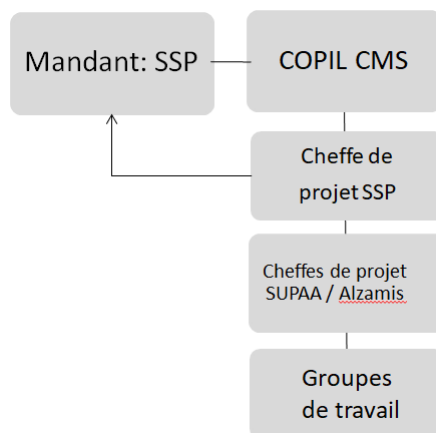 Mandant: SSP
COPIL CMS
Cheffe de
projet SSP
Cheffes de projet
SUPAA / Alzamis
Groupes
de travail